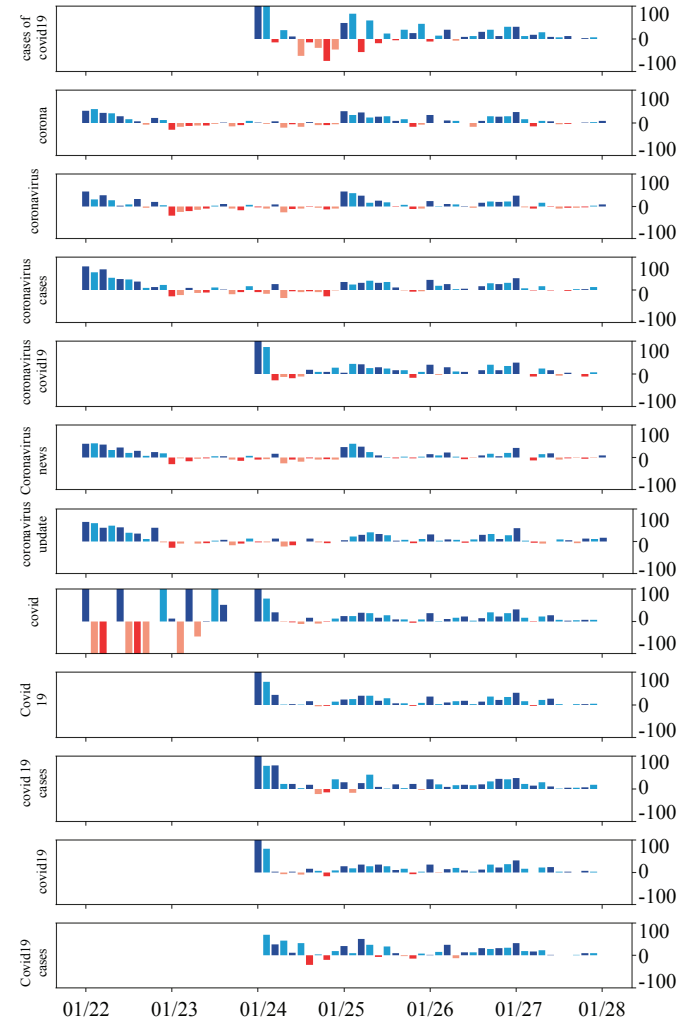 cases of
covid19
100
0
-100
corona
100
0
-100
coronavirus
100
0
-100
coronavirus
cases
100
0
-100
coronavirus
covid19
100
0
-100
Coronavirus
news
100
0
-100
coronavirus
update
100
0
-100
covid
100
0
-100
Covid
19
100
0
-100
covid 19
cases
100
0
-100
covid19
100
0
-100
Covid19
cases
100
0
-100
01/22 01/23 01/24 01/25 01/26 01/27 01/28